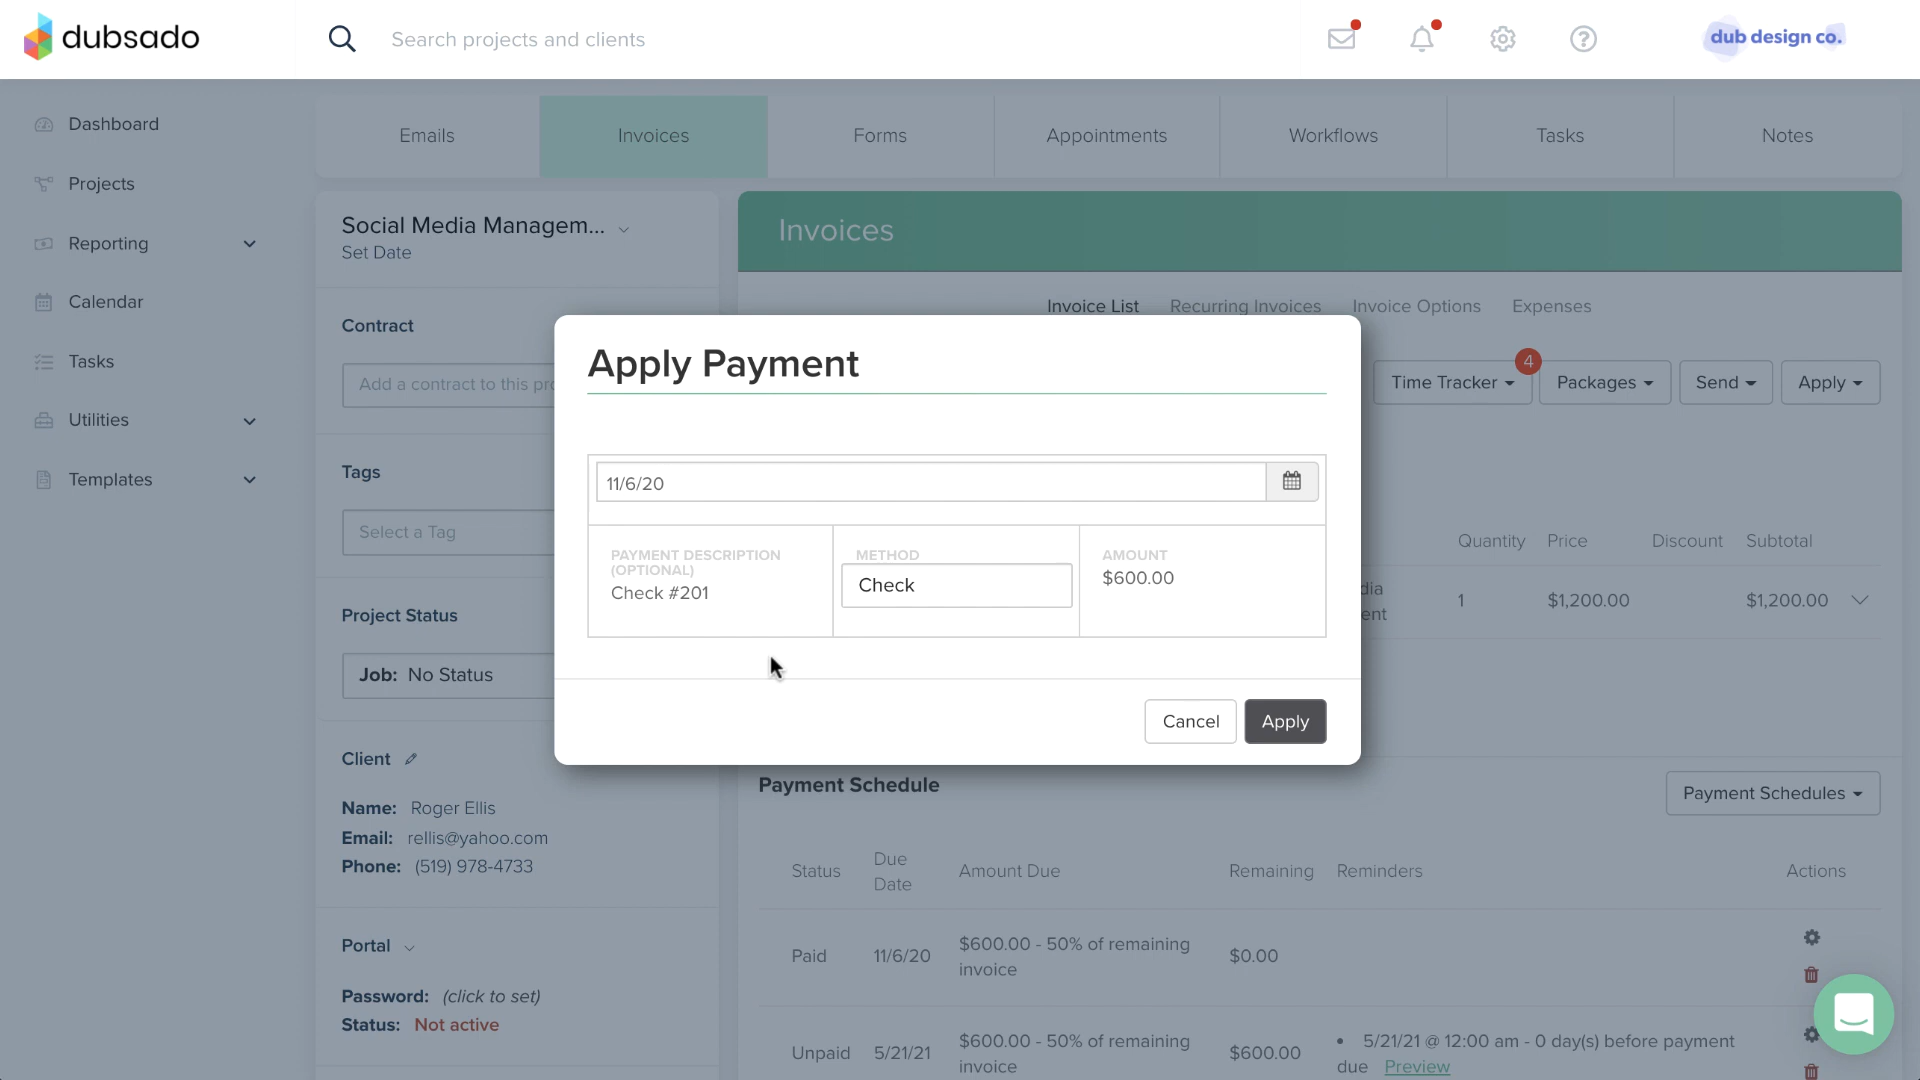 dubsado
Search projects and clients
dub design co.
Dashboard
Projects
Reporting
Calendar
Tasks
Utilities
Templates
Emails
Invoices
Forms
Appointments
Workflows
Tasks
Notes
Social Media Managem...
Set Date
Contract
Add a contract to this pro
Tags
Select a Tag
Project Status
Job: No Status
Client
Name: Roger Ellis
Email: rellis@yahoo.com
Phone: (519) 978-4733
Portal
Password: (click to set)
Status: Not active
Invoices
Invoice List
Recurring Invoices
Invoice Options
Expenses
Time Tracker
4
Packages
Send
Apply
Apply Payment
11/6/20
PAYMENT DESCRIPTION
(OPTIONAL)
Check #201
METHOD
Check
AMOUNT
$600.00
Cancel
Apply
Quantity Price Discount Subtotal
dia
ent
1 $1,200.00 $1,200.00
Payment Schedule
Payment Schedules
Status Due Date Amount Due Remaining Reminders Actions
Paid 11/6/20 $600.00 - 50% of remaining
invoice
$0.00
Unpaid 5/21/21 $600.00 - 50% of remaining
invoice
$600.00
• 5/21/21 @ 12:00 am - 0 day(s) before payment
due Preview